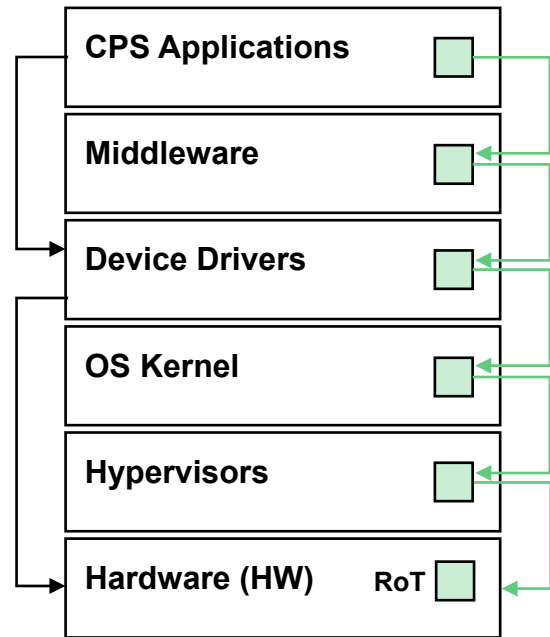 CPS Applications
Middleware
Device Drivers
OS Kernel
Hypervisors
Hardware (HW) RoT